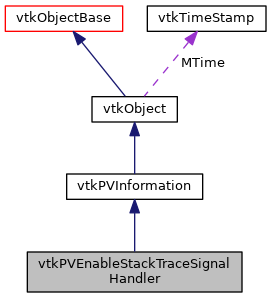 vtkObjectBase
vtkTimeStamp
MTime
vtkObject
vtkPVInformation
vtkPVEnableStackTraceSignal
Handler